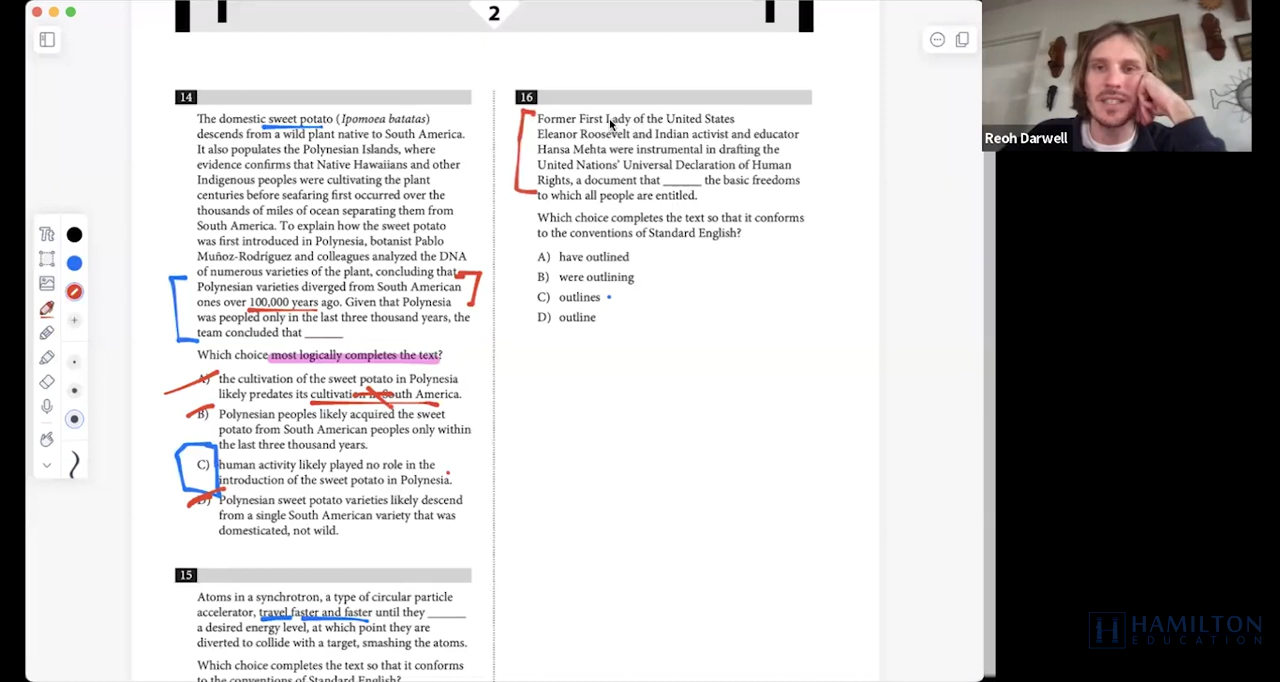 2
14
The domestic sweet potato (Ipomoea batatas)
descends from a wild plant native to South America.
It also populates the Polynesian Islands, where
evidence confirms that Native Hawaiians and other
Indigenous peoples were cultivating the plant
centuries before seafaring first occurred over the
thousands of miles of ocean separating them from
South America. To explain how the sweet potato
was first introduced in Polynesia, botanist Pablo
Muñoz-Rodríguez and colleagues analyzed the DNA
of numerous varieties of the plant, concluding that
Polynesian varieties diverged from South American
ones over 100,000 years ago. Given that Polynesia
was peopled only in the last three thousand years, the
team concluded that ______
Which choice most logically completes the text?
A) the cultivation of the sweet potato in Polynesia
likely predates its cultivation in South America.
B) Polynesian peoples likely acquired the sweet
potato from South American peoples only within
the last three thousand years.
C) human activity likely played no role in the
introduction of the sweet potato in Polynesia.
D) Polynesian sweet potato varieties likely descend
from a single South American variety that was
domesticated, not wild.
15
Atoms in a synchrotron, a type of circular particle
accelerator, travel faster and faster until they ______
a desired energy level, at which point they are
diverted to collide with a target, smashing the atoms.
Which choice completes the text so that it conforms
to the conventions of Standard English?
16
Former First Lady of the United States
Eleanor Roosevelt and Indian activist and educator
Hansa Mehta were instrumental in drafting the
United Nations' Universal Declaration of Human
Rights, a document that ______ the basic freedoms
to which all people are entitled.
Which choice completes the text so that it conforms
to the conventions of Standard English?
A) have outlined
B) were outlining
C) outlines
D) outline
Reoh Darwell
HAMILTON
EDUCATION